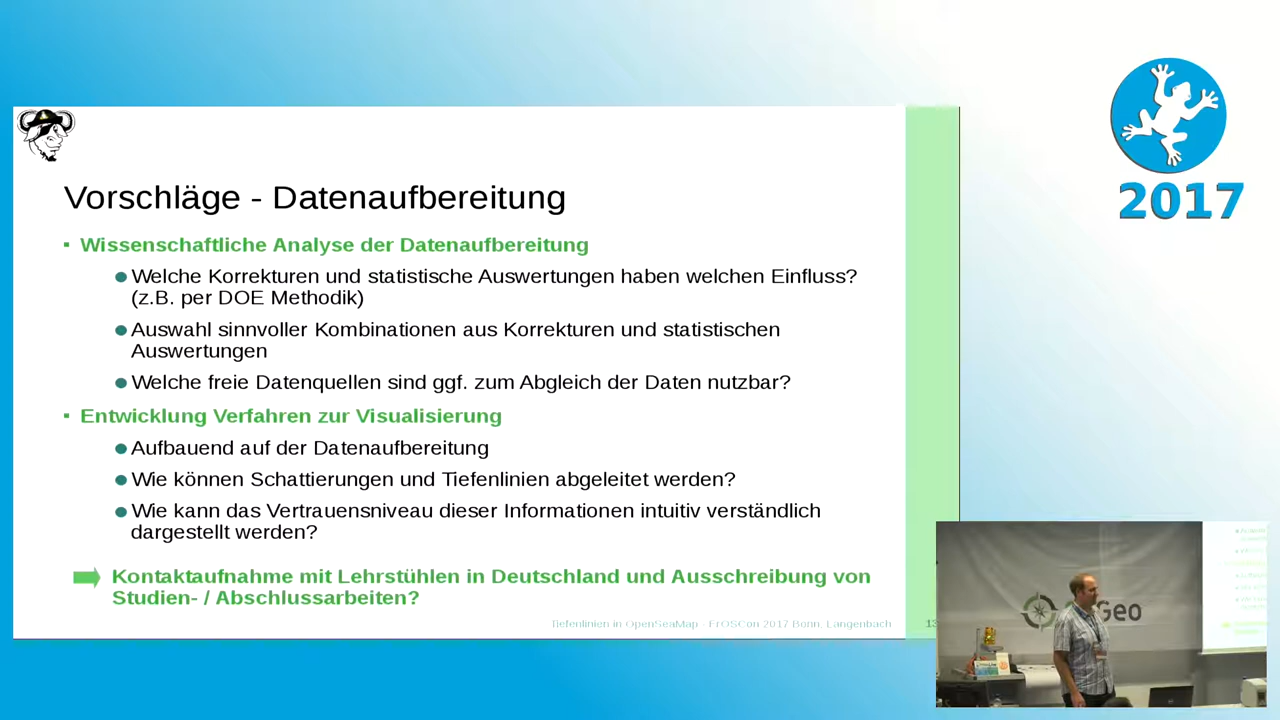 2017
Vorschläge - Datenaufbereitung
Wissenschaftliche Analyse der Datenaufbereitung
Welche Korrekturen und statistische Auswertungen haben welchen Einfluss?
(z.B. per DOE Methodik)
Auswahl sinnvoller Kombinationen aus Korrekturen und statistischen
Auswertungen
Welche freie Datenquellen sind ggf. zum Abgleich der Daten nutzbar?
Entwicklung Verfahren zur Visualisierung
Aufbauend auf der Datenaufbereitung
Wie können Schattierungen und Tiefenlinien abgeleitet werden?
Wie kann das Vertrauensniveau dieser Informationen intuitiv verständlich
dargestellt werden?
Kontaktaufnahme mit Lehrstühlen in Deutschland und Ausschreibung von
Studien- / Abschlussarbeiten?
Tiefenlinien in OpenSeaMap - FrOSCon 2017 Bonn, Langenbach
Geo